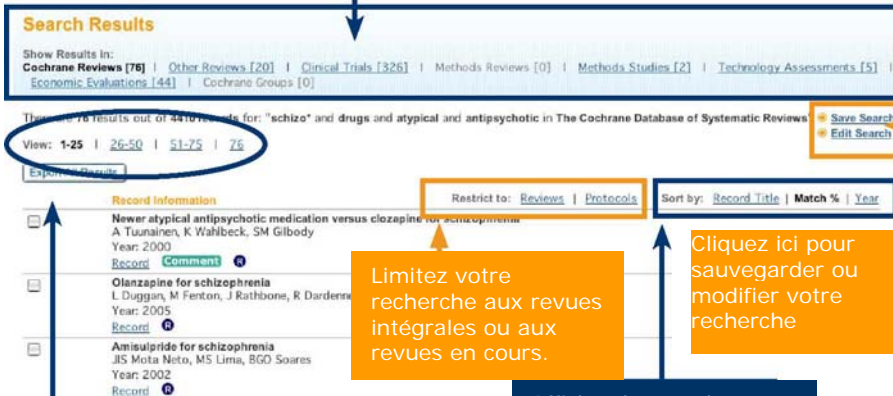 Search Results
Show Results in:
Cochrane Reviews [76] | Other Reviews [20] | Clinical Trials [326] | Methods Reviews [0] | Methods Studies [2] | Technology Assessments [5] |
Economic Evaluations [44] | Cochrane Groups [0]
There are 76 results out of 4410 records for: "schizo* and drugs and atypical and antipsychotic in The Cochrane Database of Systematic Reviews"
Save Search
Edit Search
View: 1-25 | 26-50 | 51-75 | 76
Export All Results
Record Information
Restrict to: Reviews | Protocols
Sort by: Record Title | Match % | Year
Newer atypical antipsychotic medication versus clozapine for schizophrenia
A Tuunainen, K Wahlbeck, SM Gilbody
Year: 2000
Record Comment R
Olanzapine for schizophrenia
L Duggan, M Fenton, J Rathbone, R Dardenne
Year: 2005
Record R
Amisulpride for schizophrenia
JIS Mota Neto, MS Lima, BGO Soares
Year: 2002
Record R
Limitez votre
recherche aux revues
intégrales ou aux
revues en cours.
Cliquez ici pour
sauvegarder ou
modifier votre
recherche